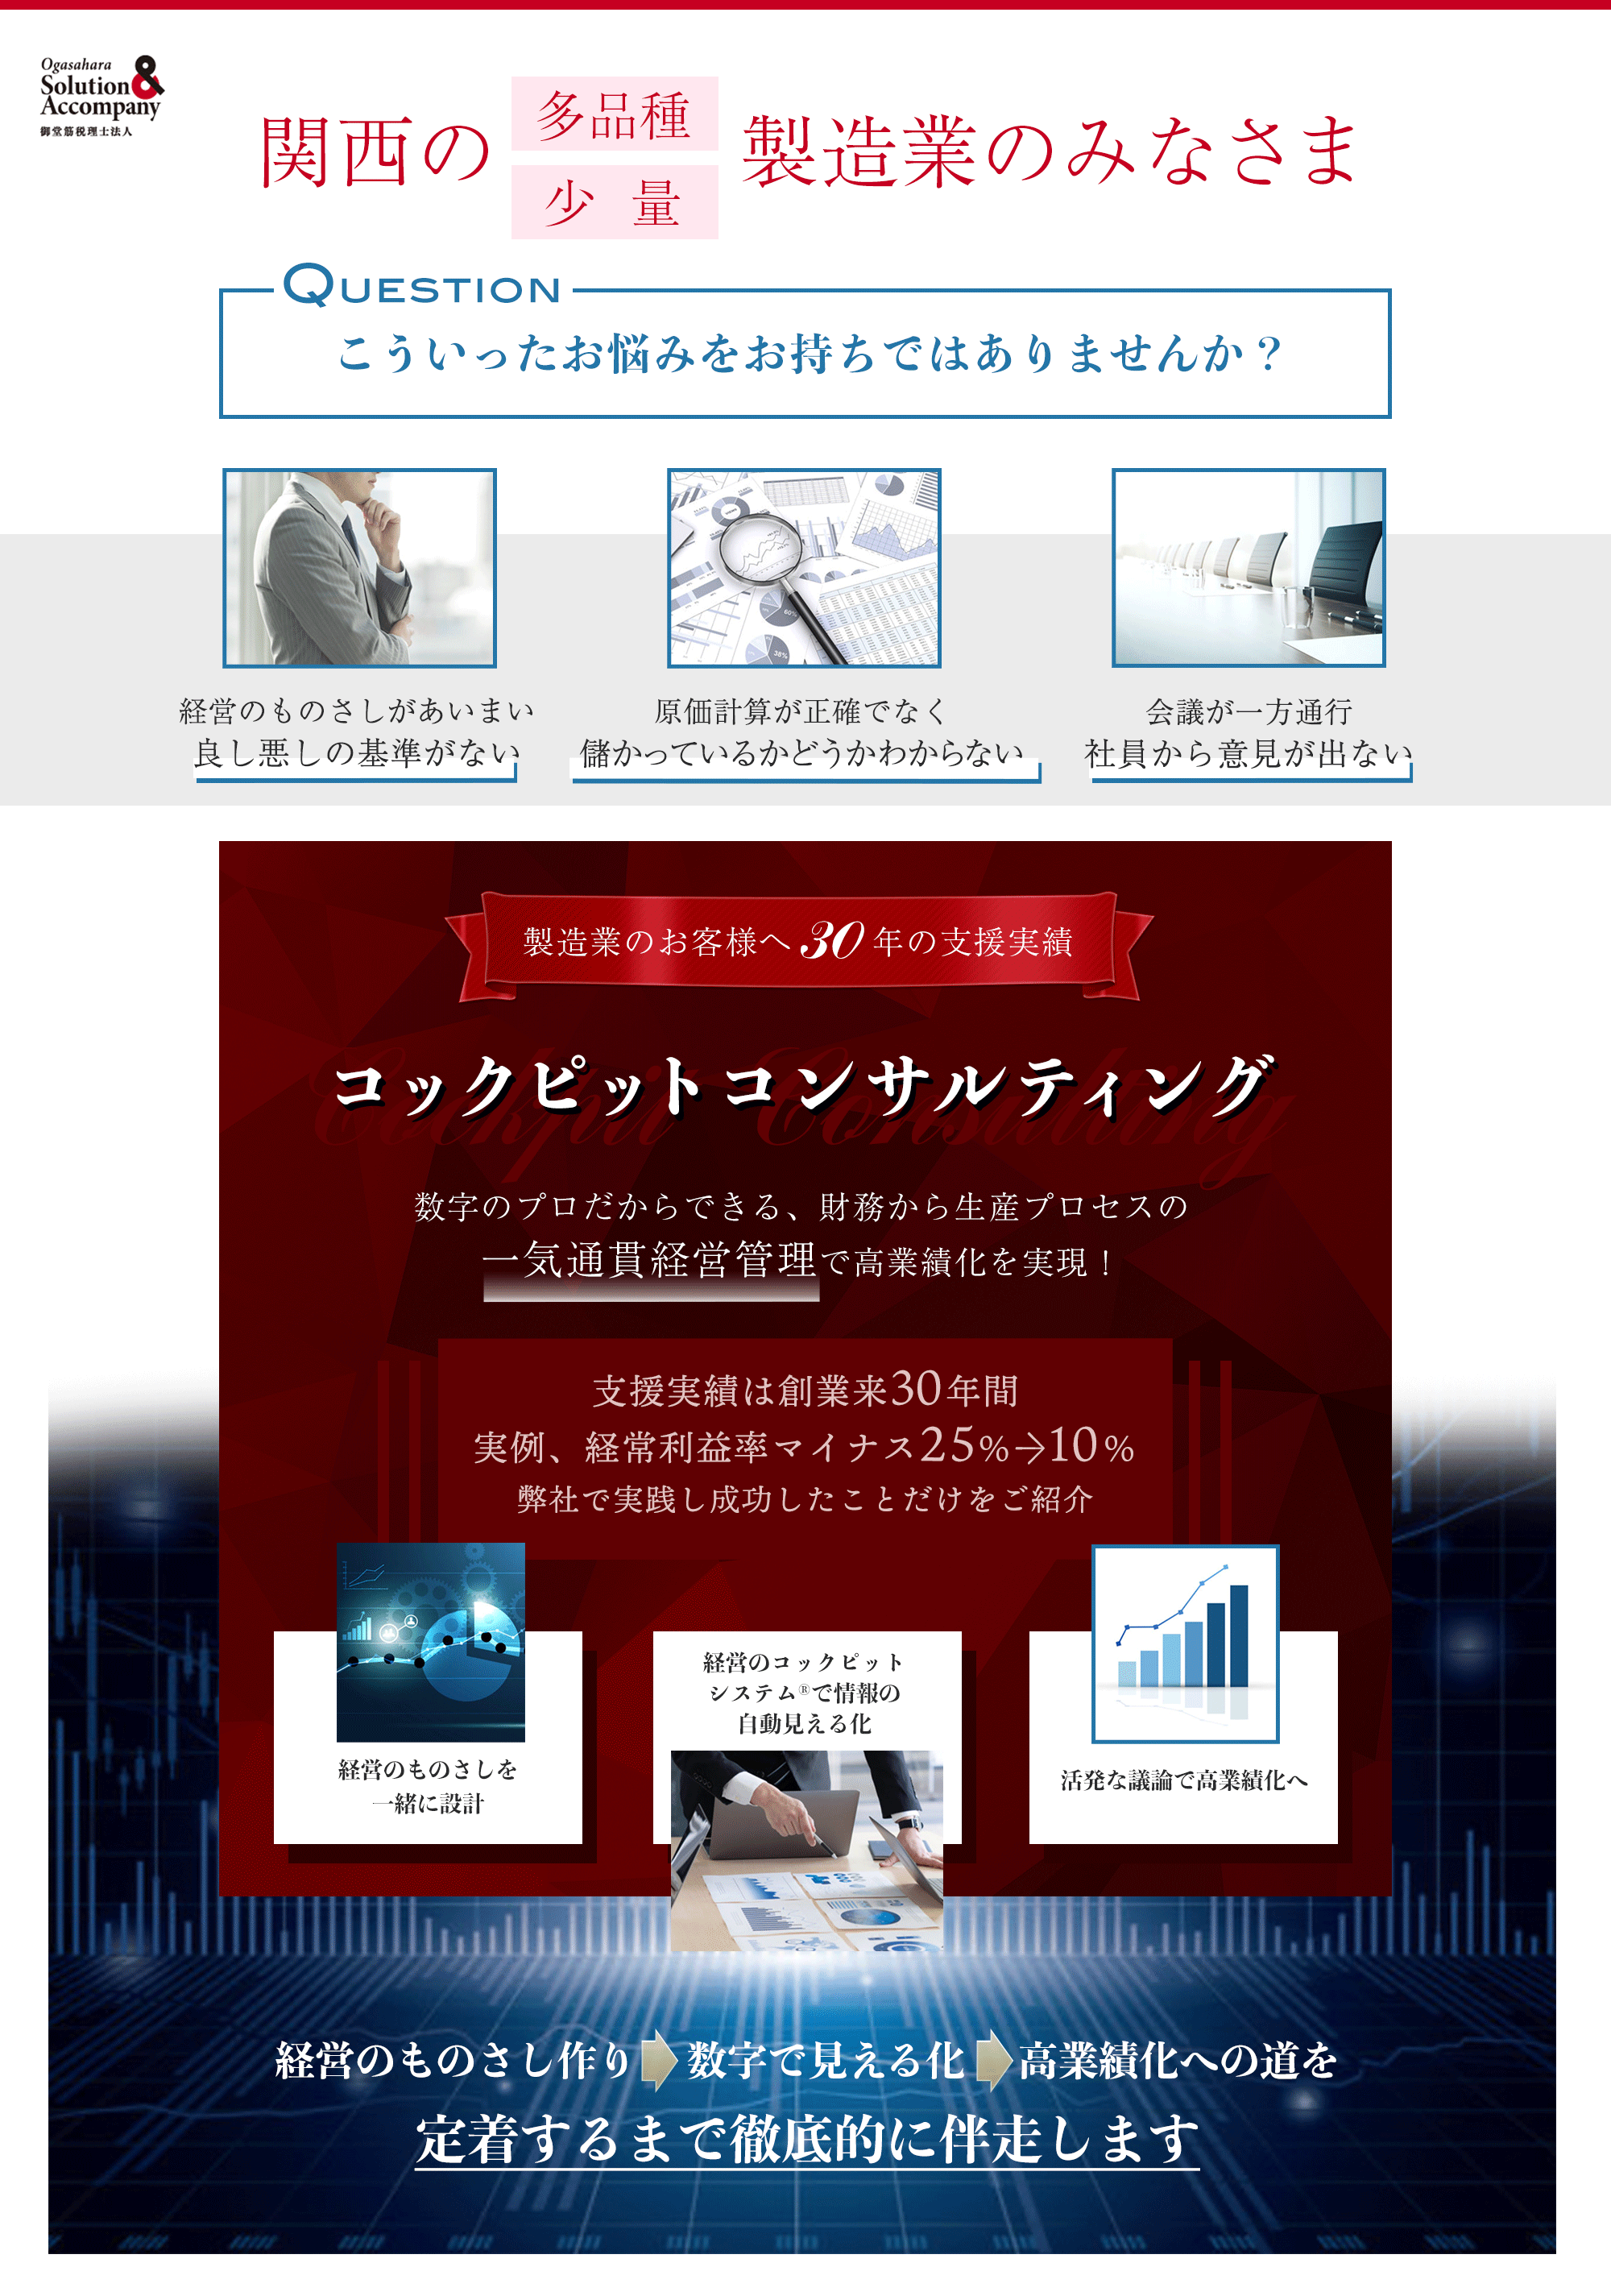 Ogasahara
Solution &
Accompany
御堂筋税理士法人
関西の
多品種
少 量
製造業のみなさま
QUESTION
こういったお悩みをお持ちではありませんか？
経営のものさしがあいまい
良し悪しの基準がない
原価計算が正確でなく
儲かっているかどうかわからない
会議が一方通行
社員から意見が出ない
製造業のお客様へ30年の支援実績
コックピットコンサルティング
Cockpit Consulting
数字のプロだからできる、財務から生産プロセスの
一気通貫経営管理で高業績化を実現！
支援実績は創業来30年間
実例、経常利益率マイナス25%→10%
弊社で実践し成功したことだけをご紹介
経営のものさしを
一緒に設計
経営のコックピット
システム®で情報の
自動見える化
活発な議論で高業績化へ
経営のものさし作り 数字で見える化 高業績化への道を
定着するまで徹底的に伴走します